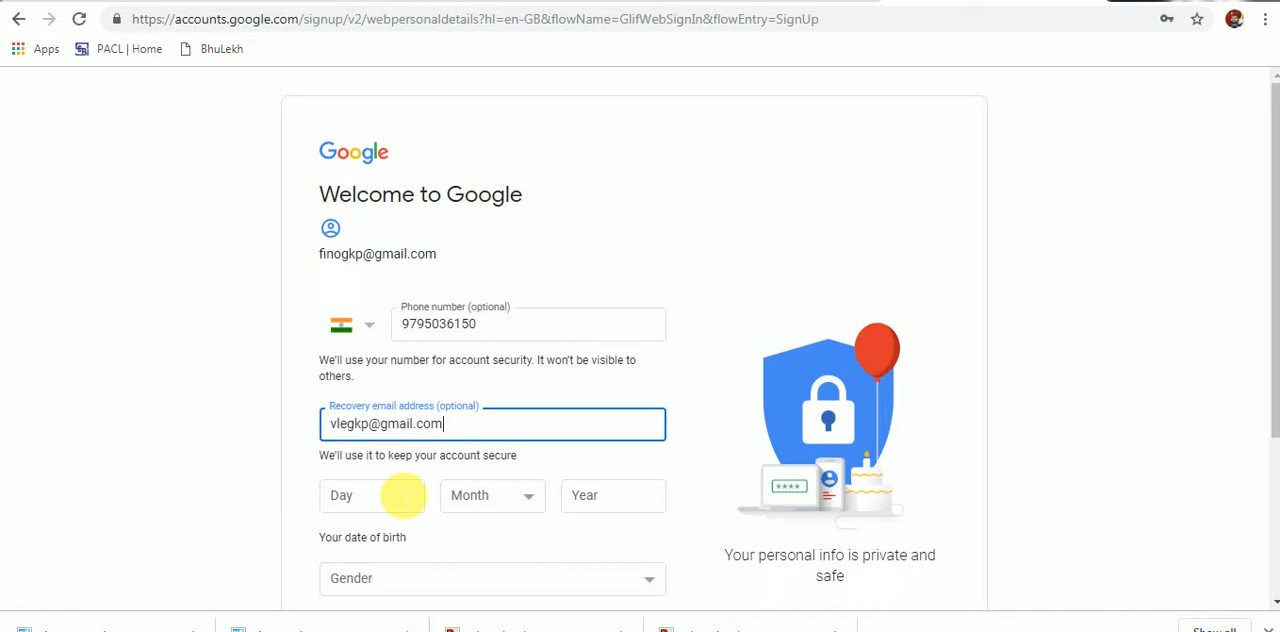 https://accounts.google.com/signup/v2/webpersonaldetails?hl=en-GB&flowName=GlifWebSignIn&flowEntry=SignUp
Apps PACL | Home BhuLekh
Google
Welcome to Google
finogkp@gmail.com
Phone number (optional)
9795036150
We'll use your number for account security. It won't be visible to
others.
Recovery email address (optional)
vlegkp@gmail.com
We'll use it to keep your account secure
Day Month Year
Your date of birth
Gender
****
Your personal info is private and
safe
Show all